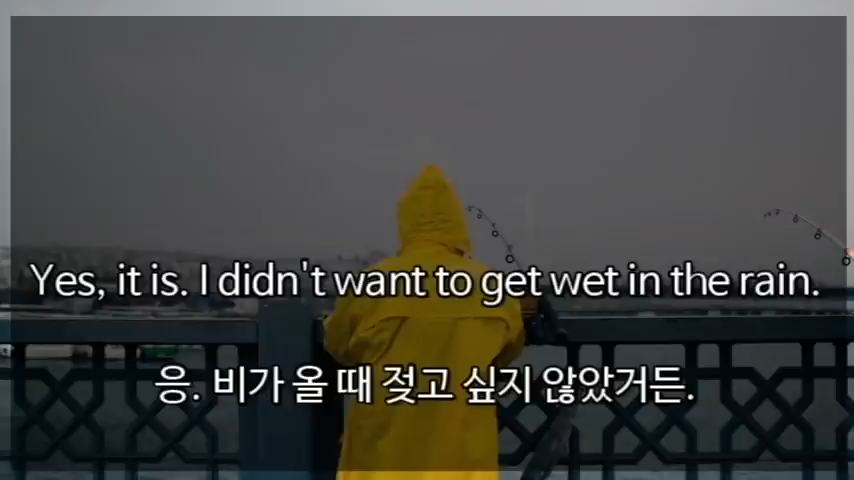 Yes, it is. I didn't want to get wet in the rain.
응. 비가 올 때 젖고 싶지 않았거든.